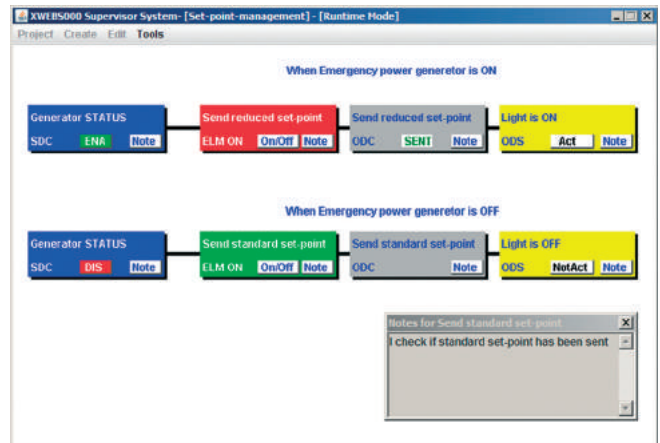 XWEBS000 Supervisor System- [Set-point-management] - [Runtime Mode]
Project Create Edit Tools
When Emergency power generetor is ON
Generator STATUS
SDC ENA Note
Send reduced set-point
ELM ON On/Off Note
Send reduced set-point
ODC SENT Note
Light is ON
ODS Act Note
When Emergency power generetor is OFF
Generator STATUS
SDC DIS Note
Send standard set-point
ELM ON On/Off Note
Send standard set-point
ODC Note
Light is OFF
ODS NotAct Note
Notes for Send standard set-point
I check if standard set-point has been sent